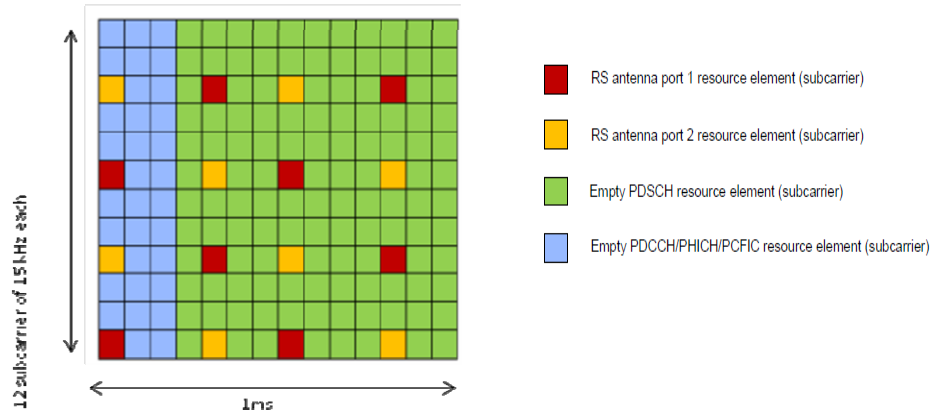 RS antenna port 1 resource element (subcarrier)
RS antenna port 2 resource element (subcarrier)
Empty PDSCH resource element (subcarrier)
Empty PDCCH/PHICH/PCFIC resource element (subcarrier)
12 subcarrier of 15 kHz each
1ms